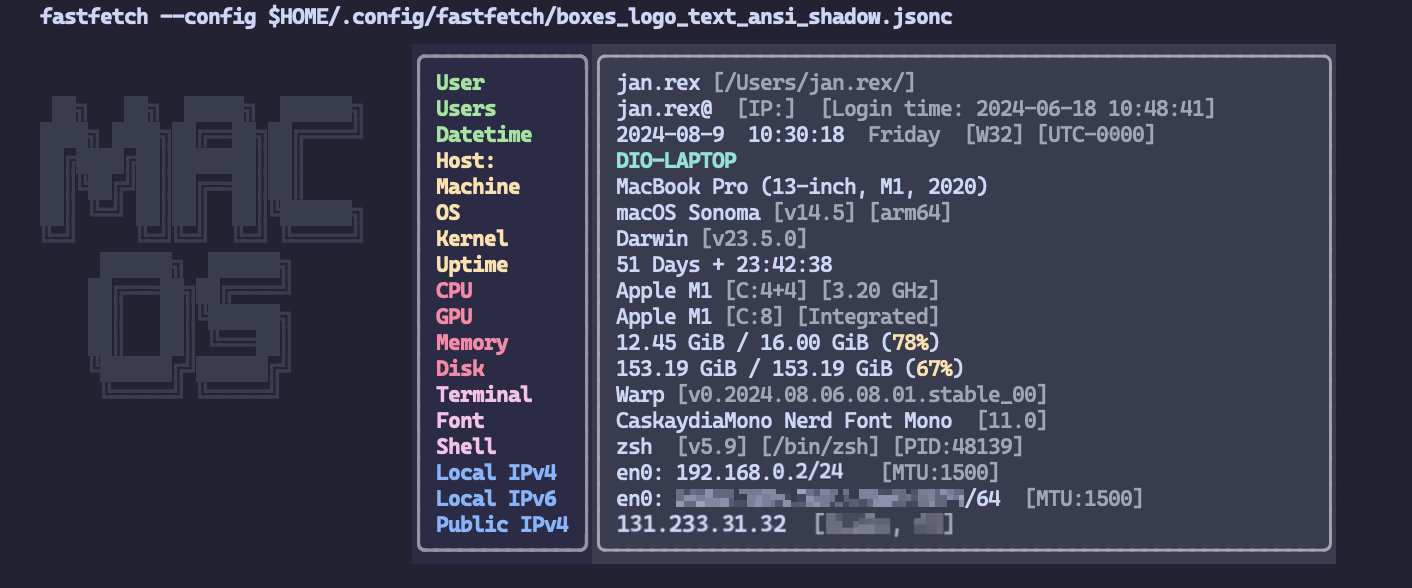 fastfetch --config $HOME/.config/fastfetch/boxes_logo_text_ansi_shadow.jsonc
MAC
OS
User jan.rex [/Users/jan.rex/]
Users jan.rex@ [IP:] [Login time: 2024-06-18 10:48:41]
Datetime 2024-08-9 10:30:18 Friday [W32] [UTC-0000]
Host: DIO-LAPTOP
Machine MacBook Pro (13-inch, M1, 2020)
OS macOS Sonoma [v14.5] [arm64]
Kernel Darwin [v23.5.0]
Uptime 51 Days + 23:42:38
CPU Apple M1 [C:4+4] [3.20 GHz]
GPU Apple M1 [C:8] [Integrated]
Memory 12.45 GiB / 16.00 GiB (78%)
Disk 153.19 GiB / 153.19 GiB (67%)
Terminal Warp [v0.2024.08.06.08.01.stable_00]
Font CaskaydiaMono Nerd Font Mono [11.0]
Shell zsh [v5.9] [/bin/zsh] [PID:48139]
Local IPv4 en0: 192.168.0.2/24 [MTU:1500]
Local IPv6 en0: /64 [MTU:1500]
Public IPv4 131.233.31.32 [, ]